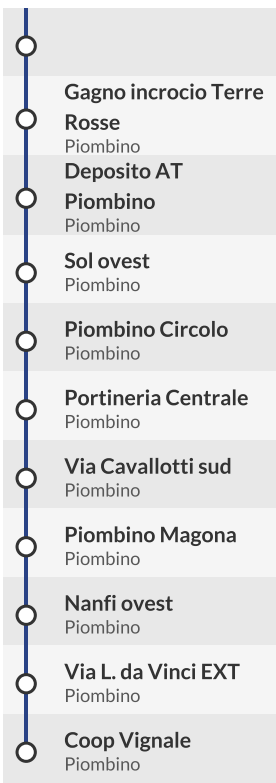 Gagno incrocio Terre
Rosse
Piombino
Deposito AT
Piombino
Piombino
Sol ovest
Piombino
Piombino Circolo
Piombino
Portineria Centrale
Piombino
Via Cavallotti sud
Piombino
Piombino Magona
Piombino
Nanfi ovest
Piombino
Via L. da Vinci EXT
Piombino
Coop Vignale
Piombino